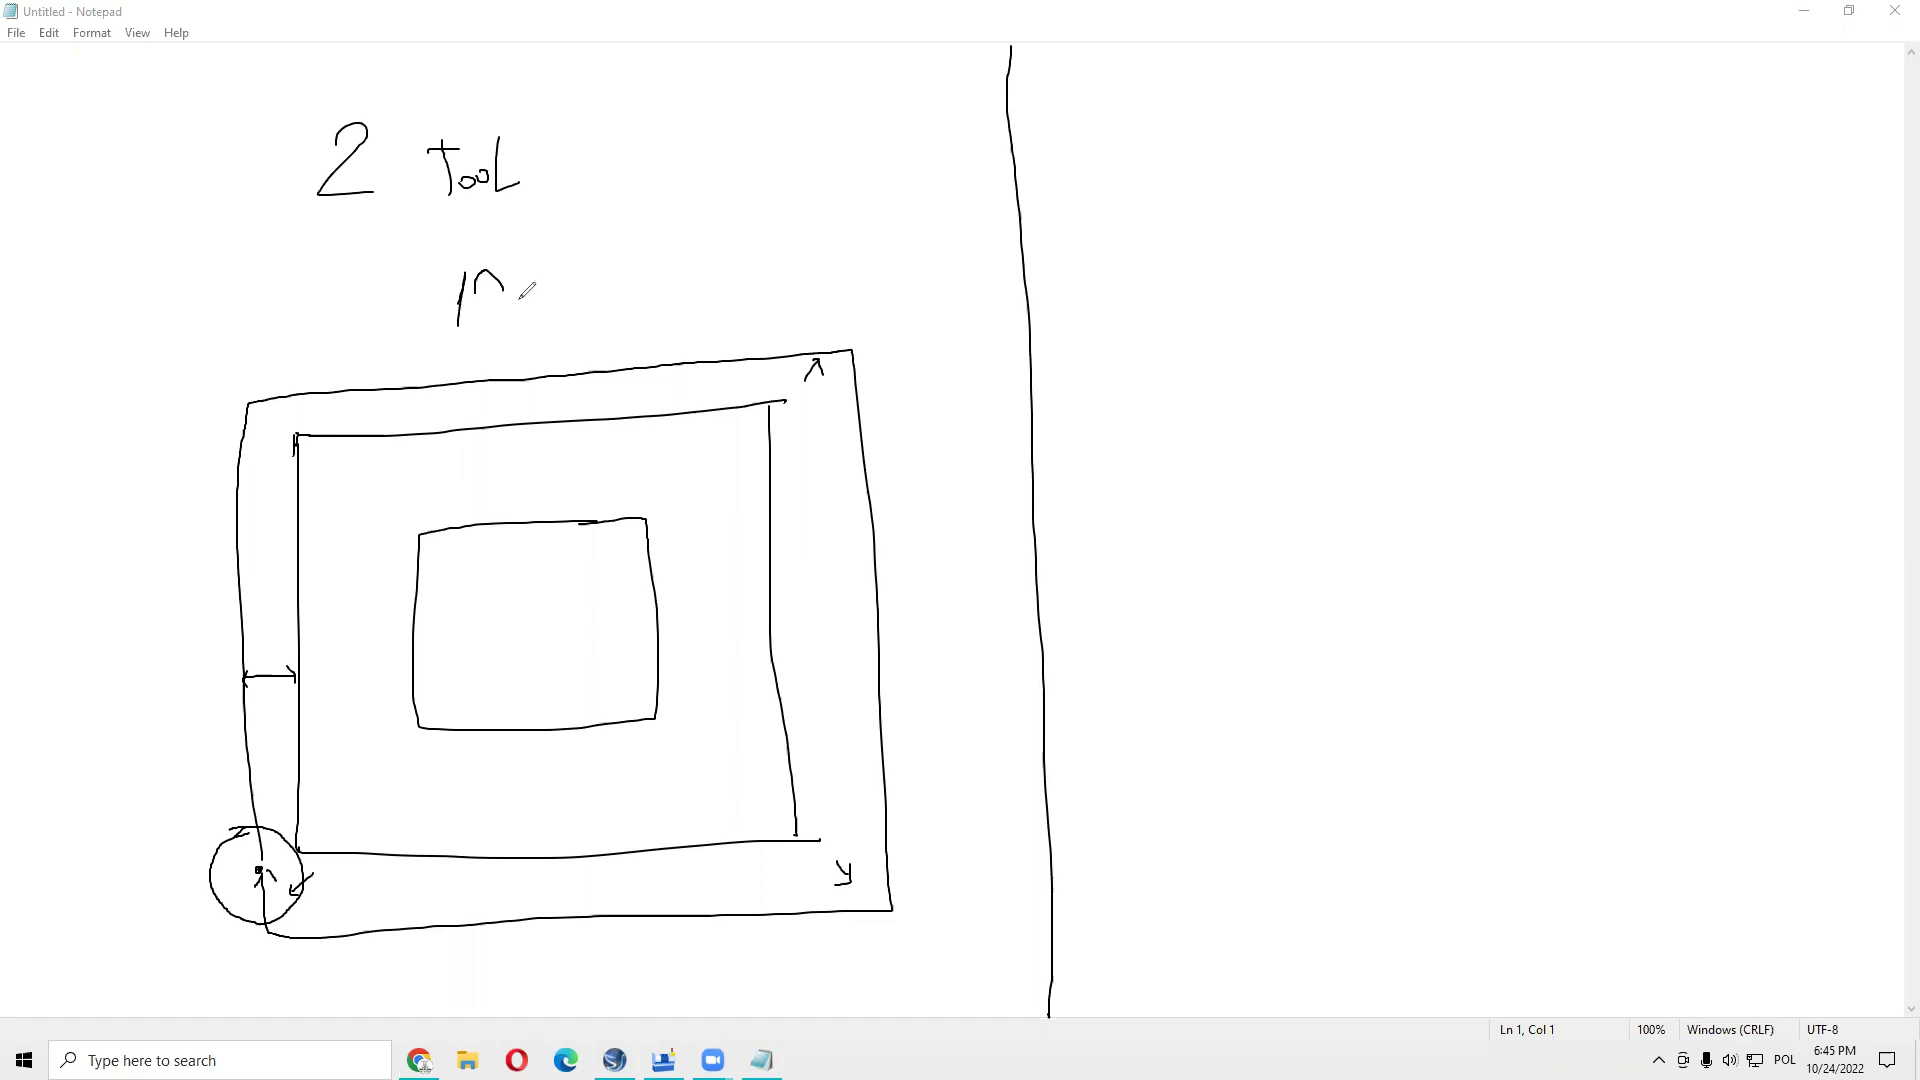 Untitled - Notepad
File Edit Format View Help
2 TOOL
Ln 1, Col 1 100% Windows (CRLF) UTF-8
Type here to search
POL
6:45 PM
10/24/2022